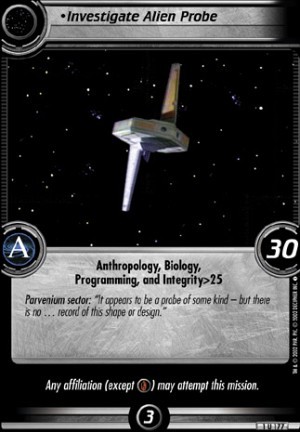 •Investigate Alien Probe
A
30
Anthropology, Biology,
Programming, and Integrity>25
Parvenium sector: "It appears to be a probe of some kind – but there
is no … record of this shape or design."
Any affiliation (except ) may attempt this mission.
3
1 U 177